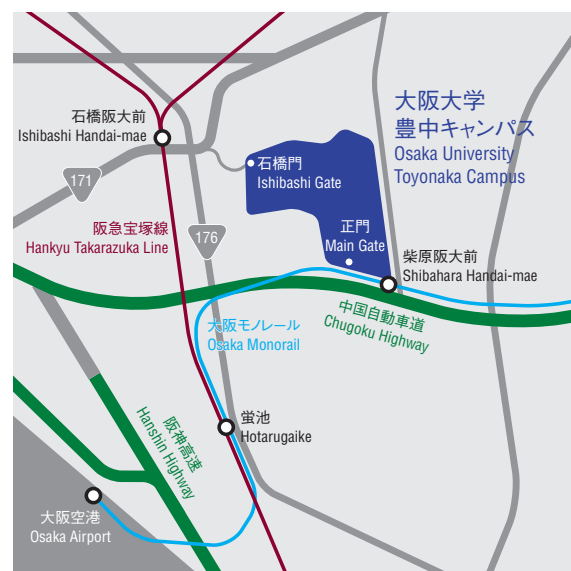 石橋阪大前
Ishibashi Handai-mae
大阪大学
豊中キャンパス
Osaka University
Toyonaka Campus
石橋門
Ishibashi Gate
171
阪急宝塚線
Hankyu Takarazuka Line
176
正門
Main Gate
柴原阪大前
Shibahara Handai-mae
中国自動車道
Chugoku Highway
大阪モノレール
Osaka Monorail
蛍池
Hotarugaike
阪神高速
Hanshin Highway
大阪空港
Osaka Airport